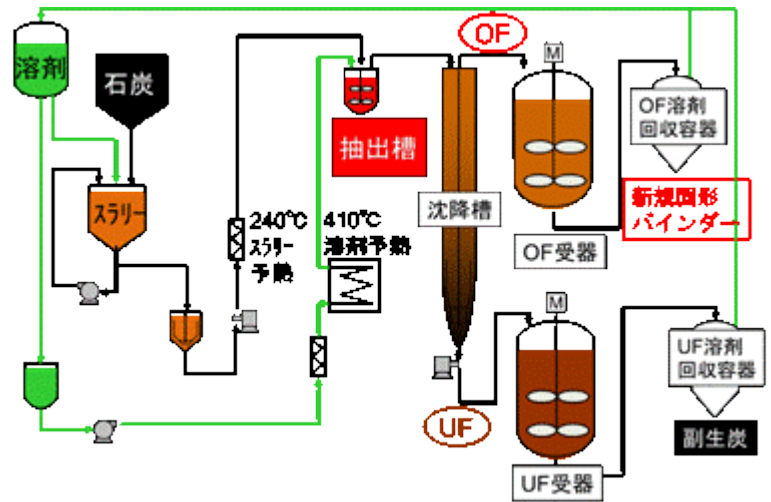 OF
M
溶剤
石炭
OF溶剤
回収容器
抽出槽
新規固形
バインダー
スラリー
沈降槽
240℃
スラリー
予熱
410℃
溶剤予熱
OF受器
M
UF溶剤
回収容器
UF
副生炭
UF受器